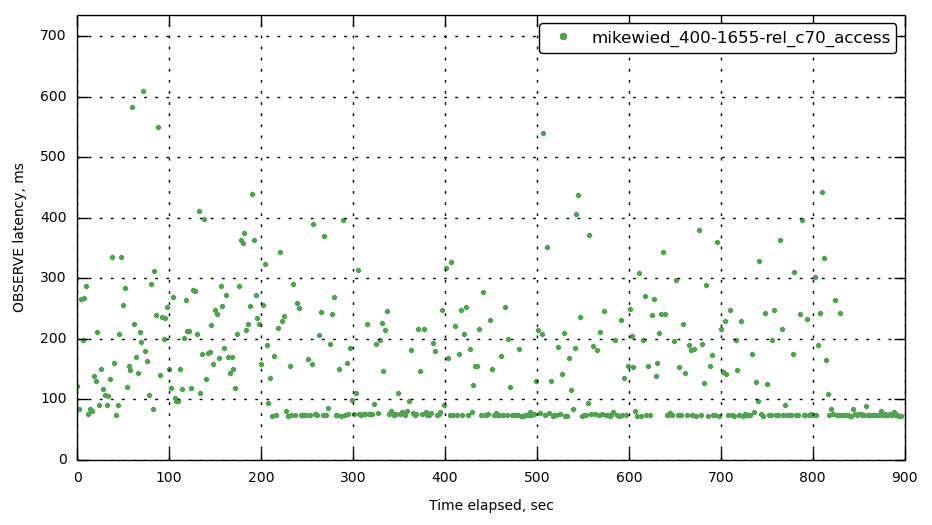 700
600
500
400
300
200
100
0
OBSERVE latency, ms
mikewied_400-1655-rel_c70_access
0 100 200 300 400 500 600 700 800 900
Time elapsed, sec